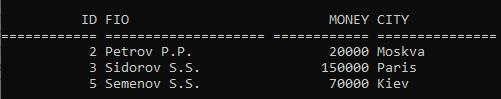 ID FIO MONEY CITY
============ ===================== ============ ===============
2 Petrov P.P. 20000 Moskva
3 Sidorov S.S. 150000 Paris
5 Semenov S.S. 70000 Kiev